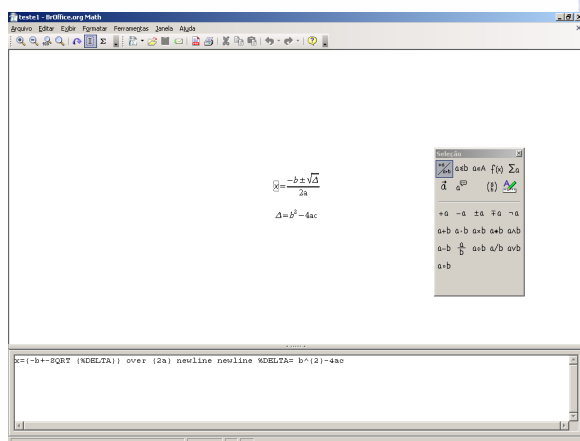 teste1 - BrOffice.org Math
Arquivo Editar Exibir Formatar Ferramentas Janela Ajuda
x = −b ± √Δ / 2a
Δ = b² − 4ac
Seleção
+a/a+b a≤b a∈A f(x) Σa
+a −a ±a ∓a ¬a
a+b a·b a×b a∗b a∧b
a−b a/b a÷b a/b a∨b
a∘b
x={-b+-SQRT {%DELTA}} over {2a} newline newline %DELTA= b^{2}-4ac